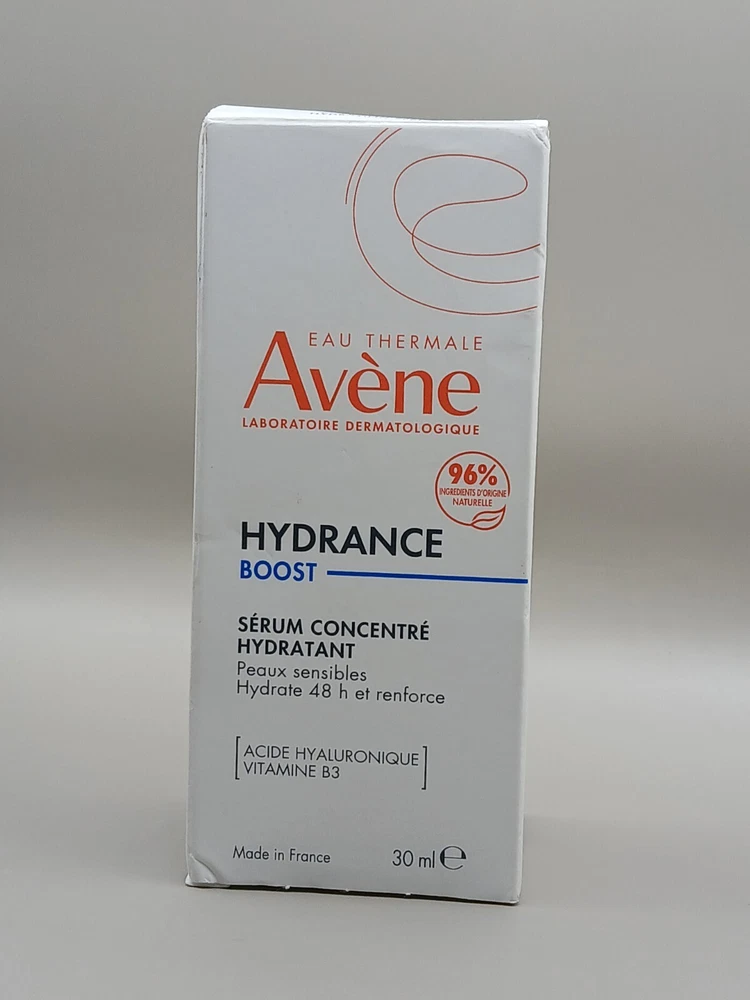 EAU THERMALE
Avène
LABORATOIRE DERMATOLOGIQUE
96%
INGREDIENTS D'ORIGINE
NATURELLE
HYDRANCE
BOOST
SÉRUM CONCENTRÉ
HYDRATANT
Peaux sensibles
Hydrate 48 h et renforce
[ACIDE HYALURONIQUE
VITAMINE B3]
Made in France
30 ml ℮